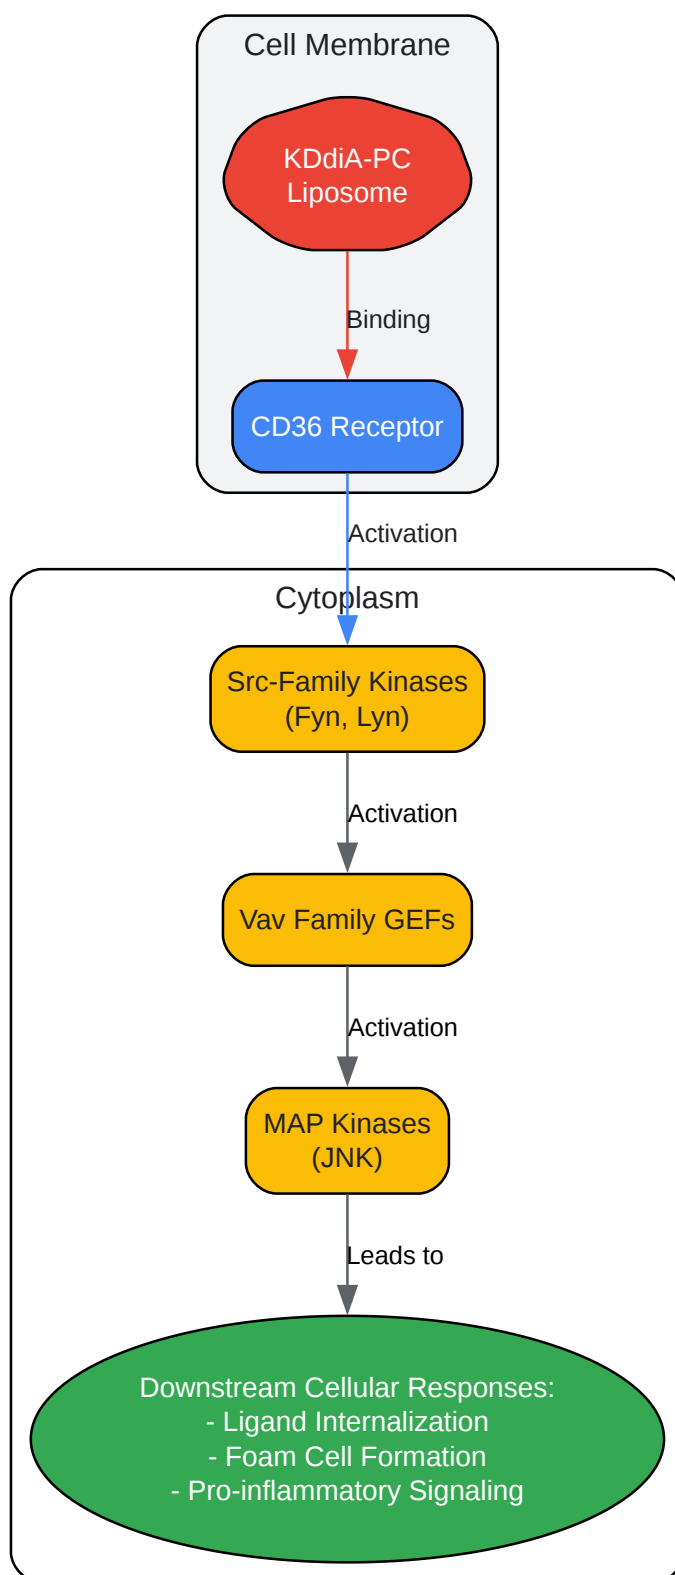 Cell Membrane
KDdiA-PC
Liposome
Binding
CD36 Receptor
Activation
Cytoplasm
Src-Family Kinases
(Fyn, Lyn)
Activation
Vav Family GEFs
Activation
MAP Kinases
(JNK)
Leads to
Downstream Cellular Responses:
- Ligand Internalization
- Foam Cell Formation
- Pro-inflammatory Signaling